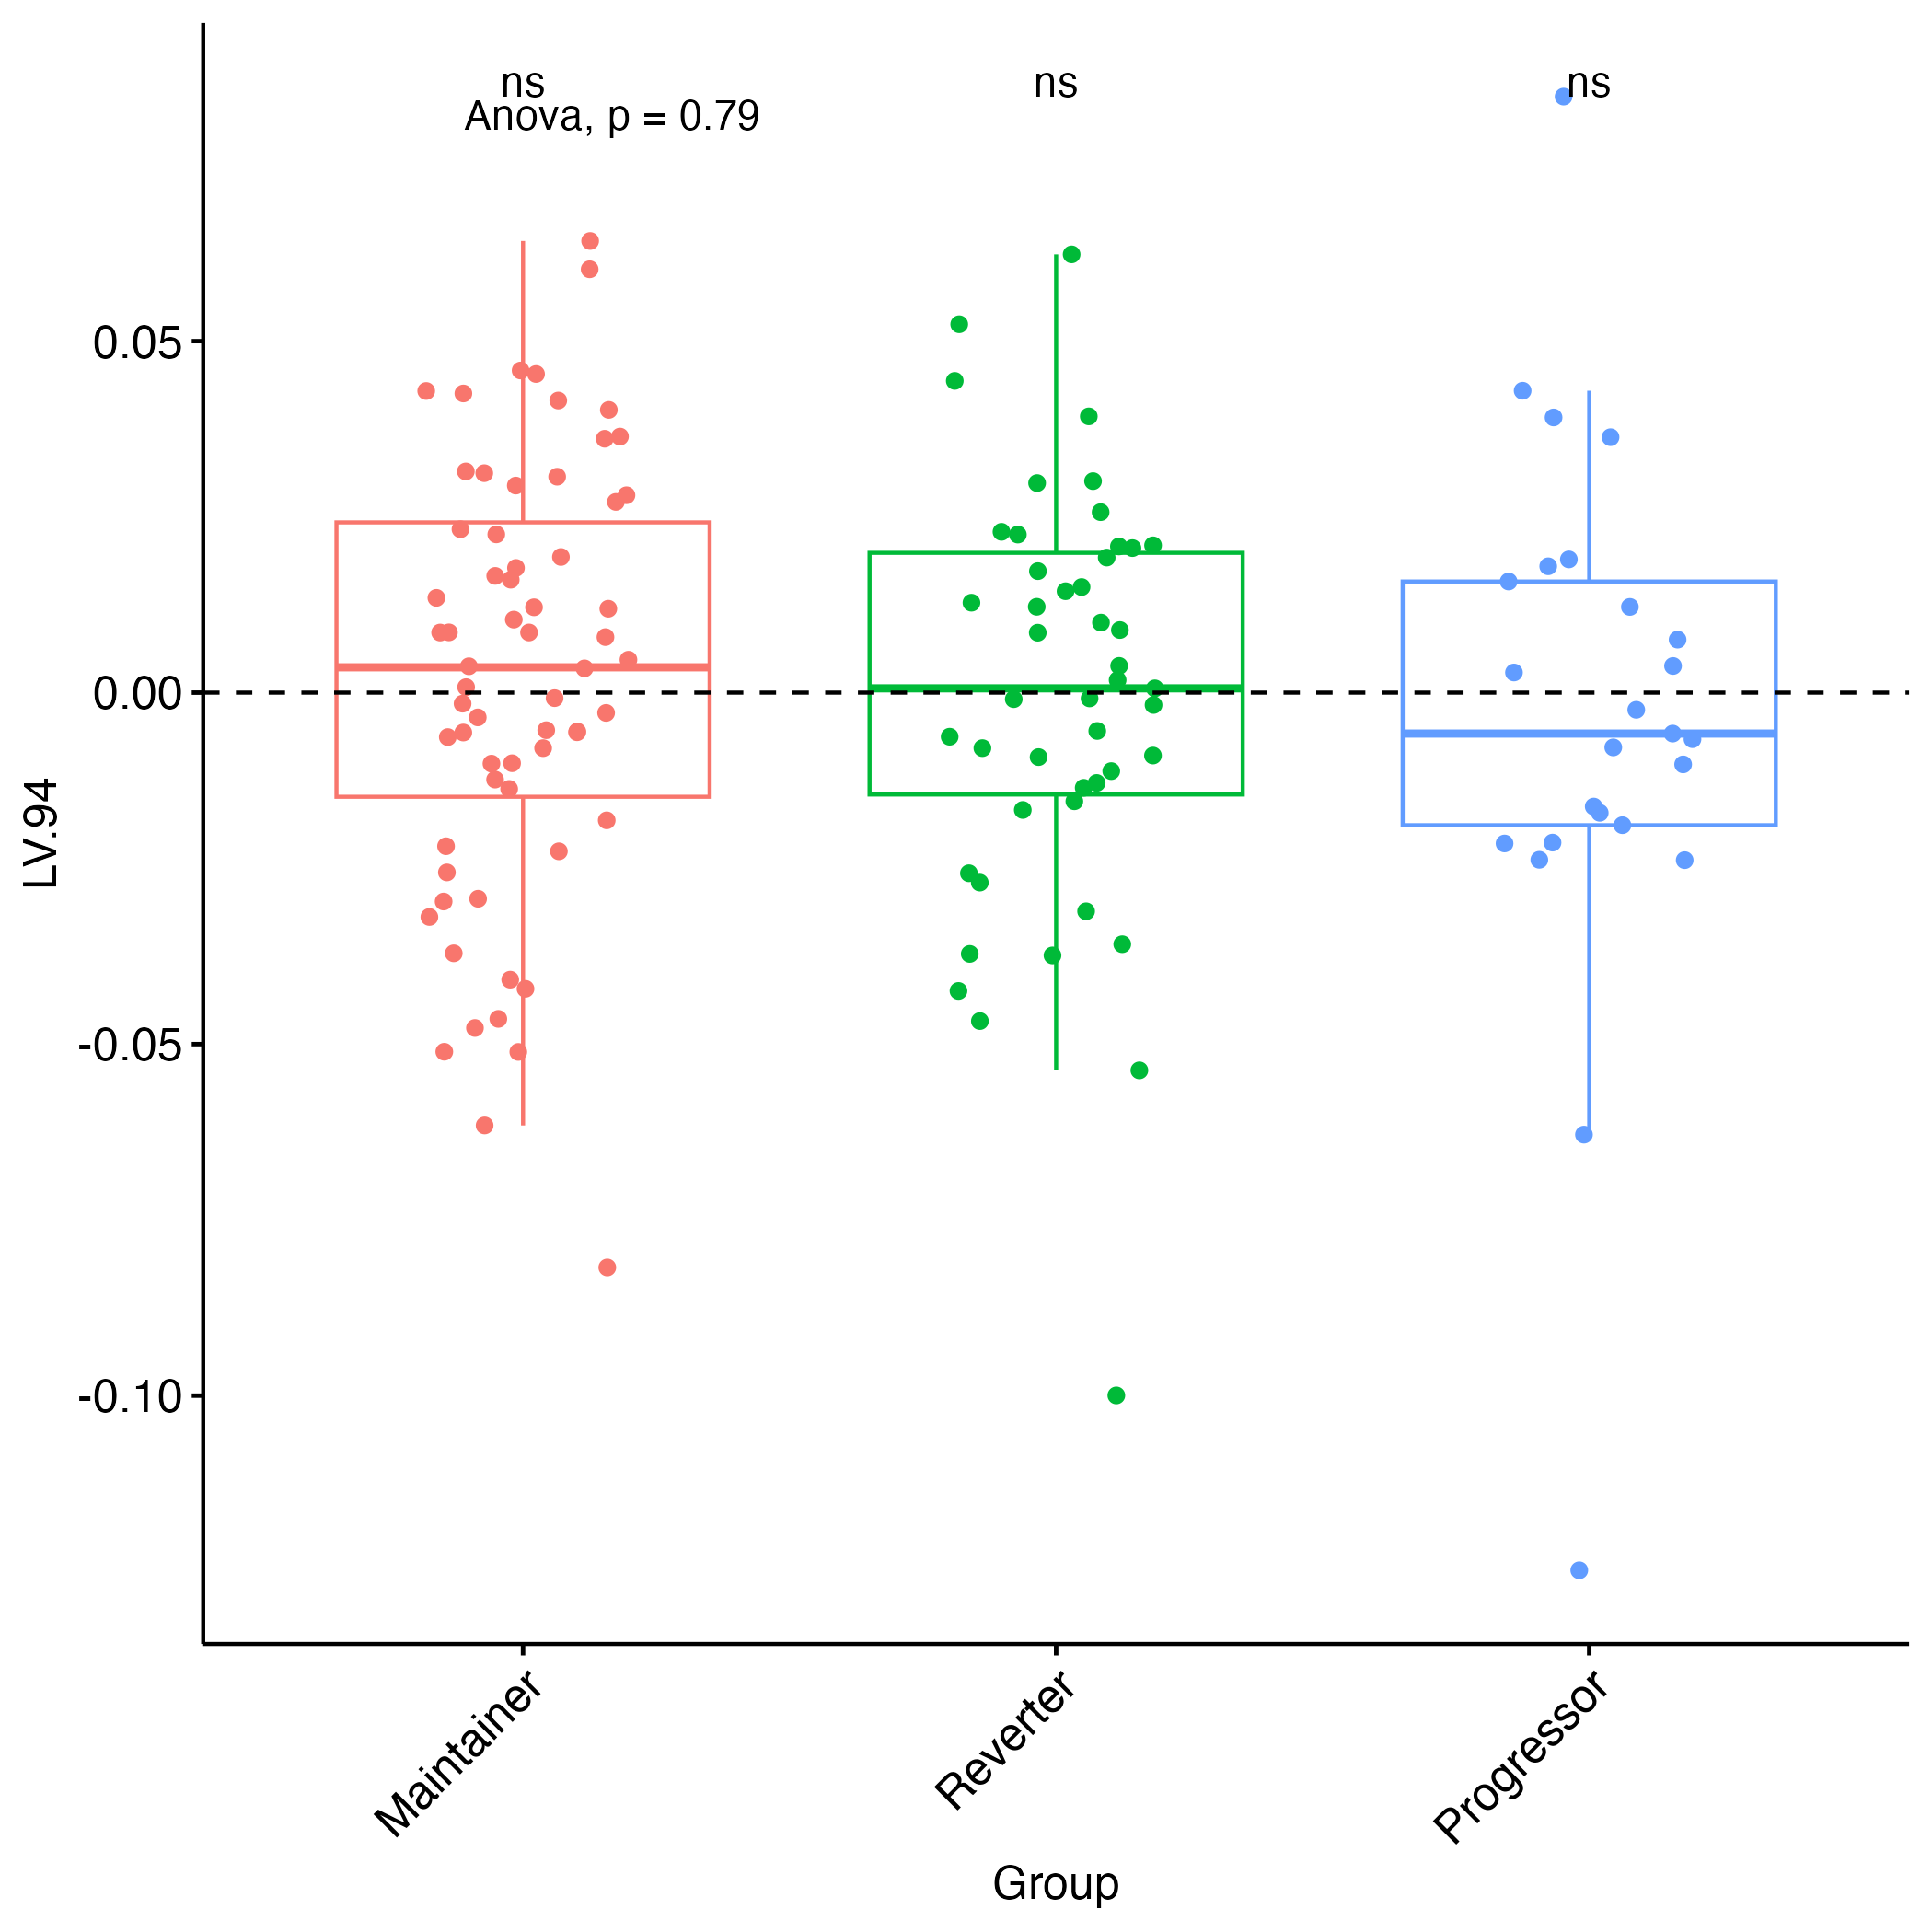 ns
ns
ns
Anova, p = 0.79
0.05
0.00
-0.05
-0.10
LV.94
Maintainer
Reverter
Progressor
Group